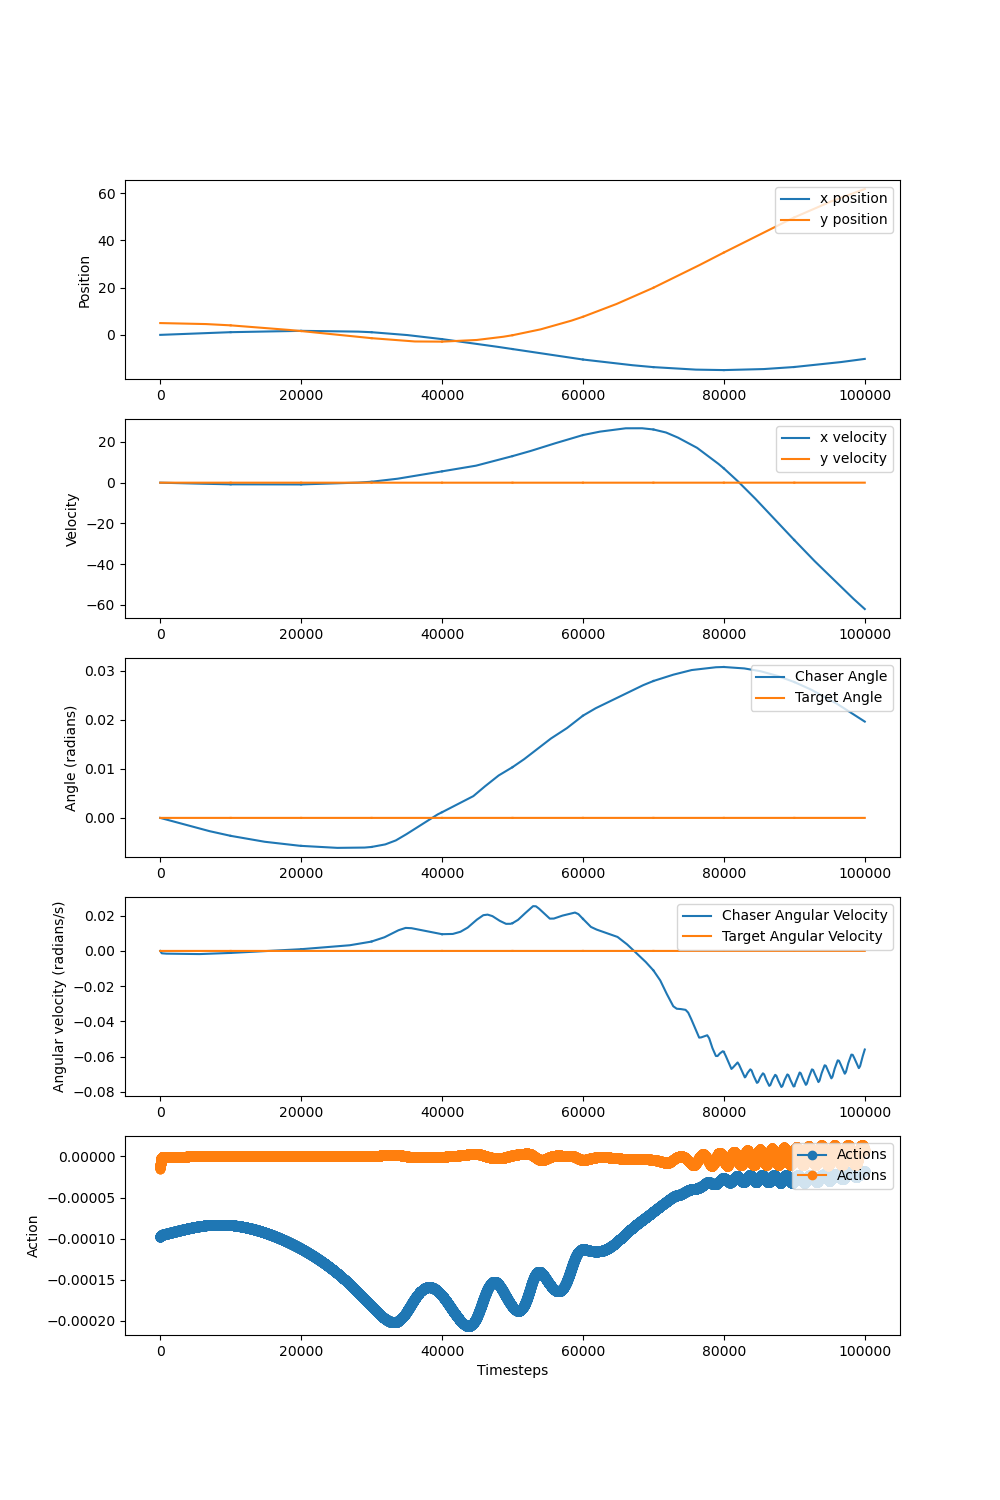 60
40
20
0
Position
x position
y position
0 20000 40000 60000 80000 100000
20
0
−20
−40
−60
Velocity
x velocity
y velocity
0 20000 40000 60000 80000 100000
0.03
0.02
0.01
0.00
Angle (radians)
Chaser Angle
Target Angle
0 20000 40000 60000 80000 100000
0.02
0.00
−0.02
−0.04
−0.06
−0.08
Angular velocity (radians/s)
Chaser Angular Velocity
Target Angular Velocity
0 20000 40000 60000 80000 100000
0.00000
−0.00005
−0.00010
−0.00015
−0.00020
Action
Actions
Actions
0 20000 40000 60000 80000 100000
Timesteps